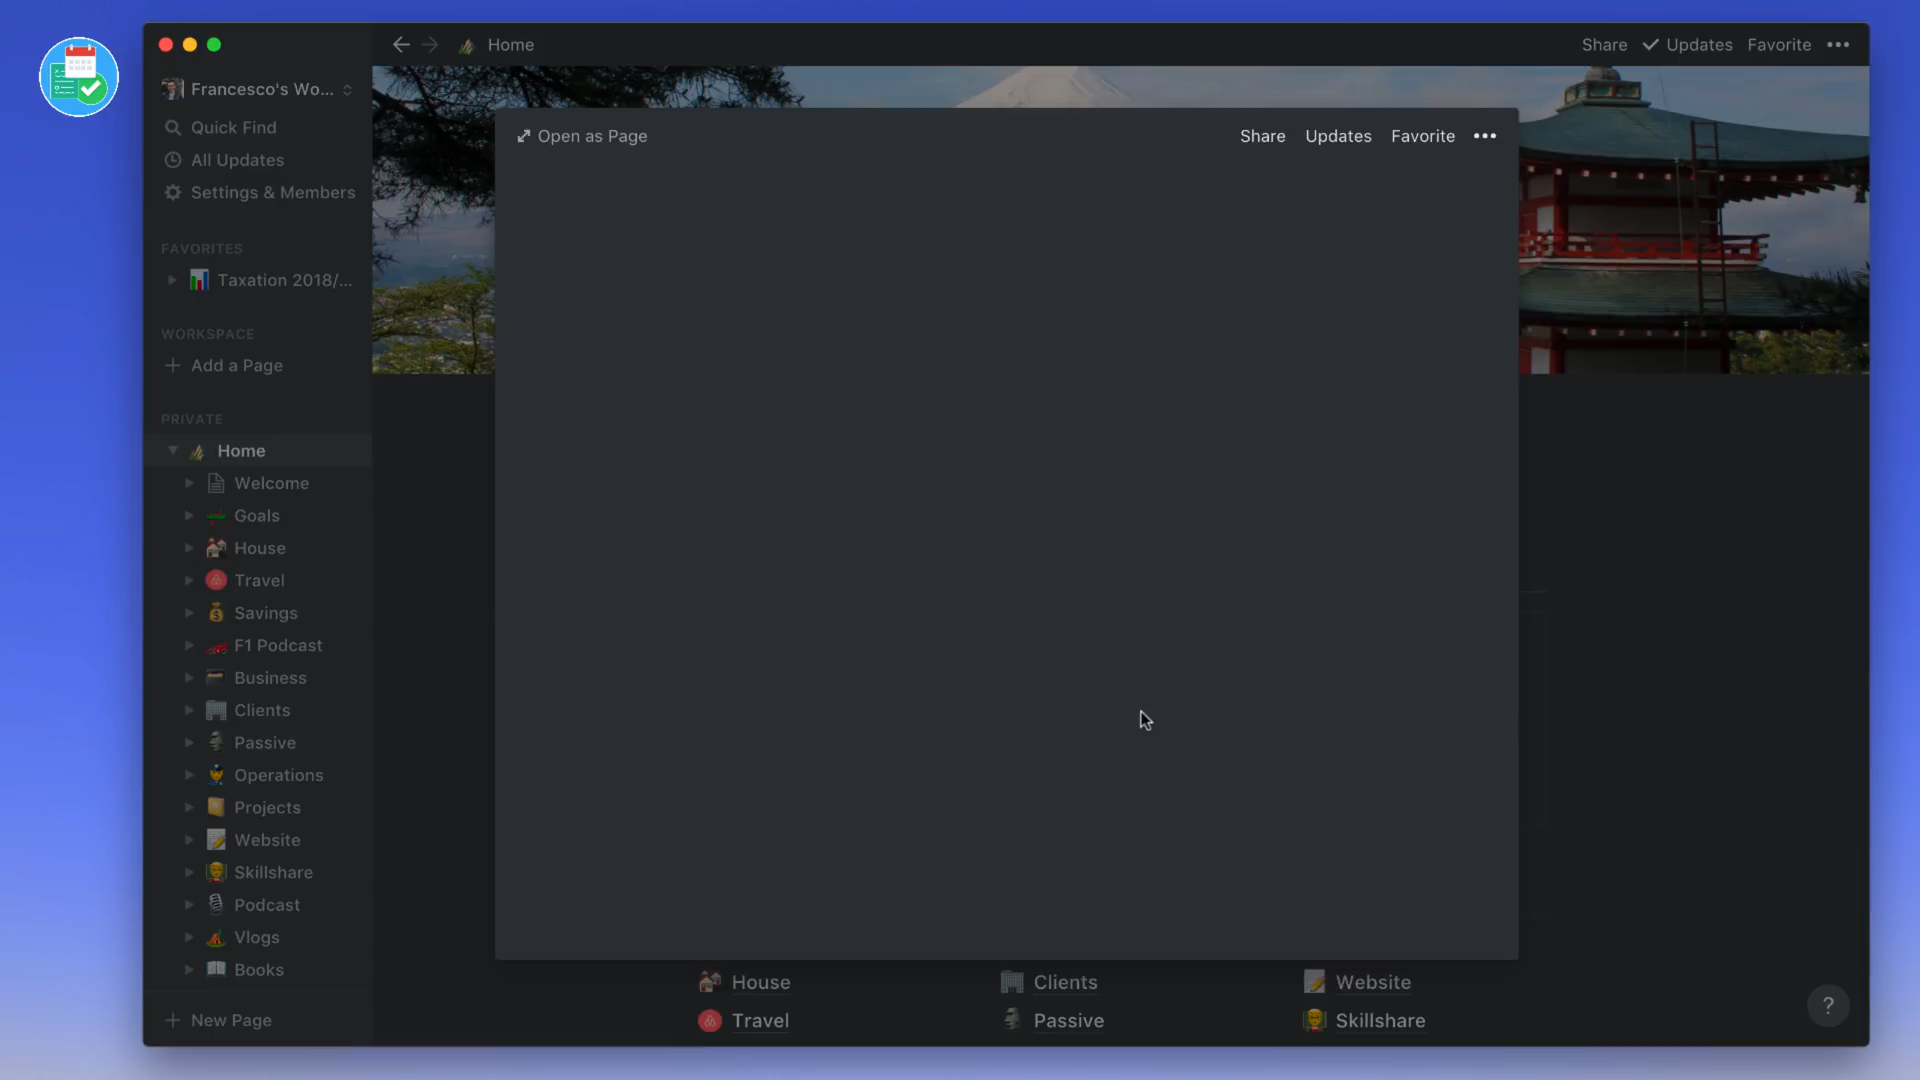 Home
Share
Updates
Favorite
Francesco's Wo...
Quick Find
All Updates
Settings & Members
FAVORITES
Taxation 2018/...
WORKSPACE
Add a Page
PRIVATE
Home
Welcome
Goals
House
Travel
Savings
F1 Podcast
Business
Clients
Passive
Operations
Projects
Website
Skillshare
Podcast
Vlogs
Books
New Page
Open as Page
Share
Updates
Favorite
House
Clients
Website
Travel
Passive
Skillshare
?